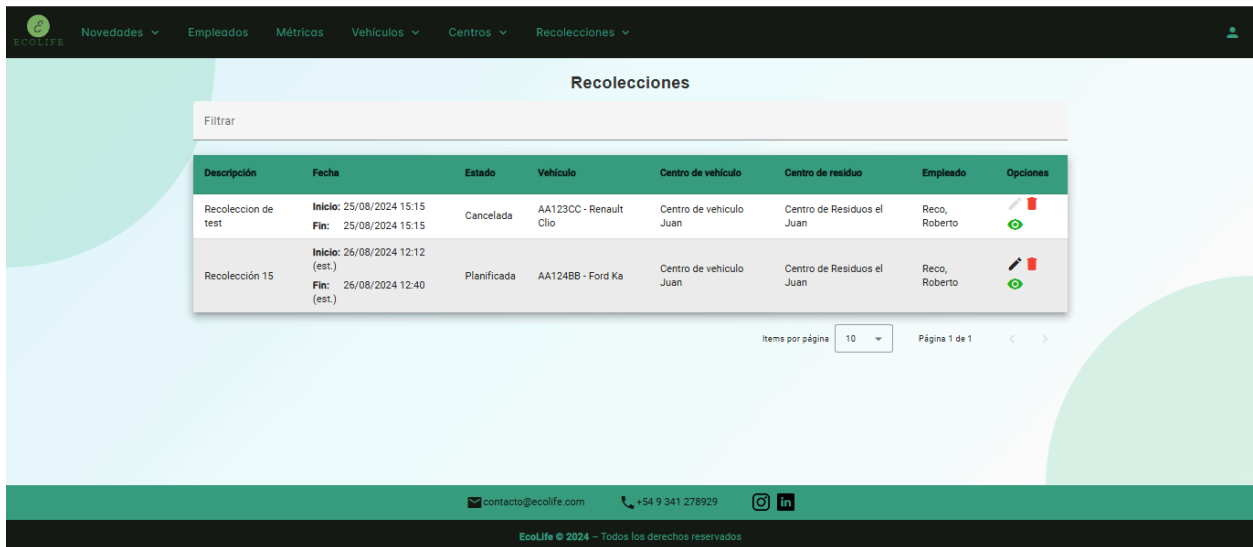 ECOLIFE
Novedades Empleados Métricas Vehículos Centros Recolecciones
Recolecciones
Filtrar
Descripción Fecha Estado Vehículo Centro de vehículo Centro de residuo Empleado Opciones
Recoleccion de test Inicio: 25/08/2024 15:15 Fin: 25/08/2024 15:15 Cancelada AA123CC - Renault Clio Centro de vehiculo Juan Centro de Residuos el Juan Reco, Roberto
Recolección 15 Inicio: 26/08/2024 12:12 (est.) Fin: 26/08/2024 12:40 (est.) Planificada AA124BB - Ford Ka Centro de vehiculo Juan Centro de Residuos el Juan Reco, Roberto
Items por página 10 Página 1 de 1
contacto@ecolife.com +54 9 341 278929 in
EcoLife © 2024 – Todos los derechos reservados